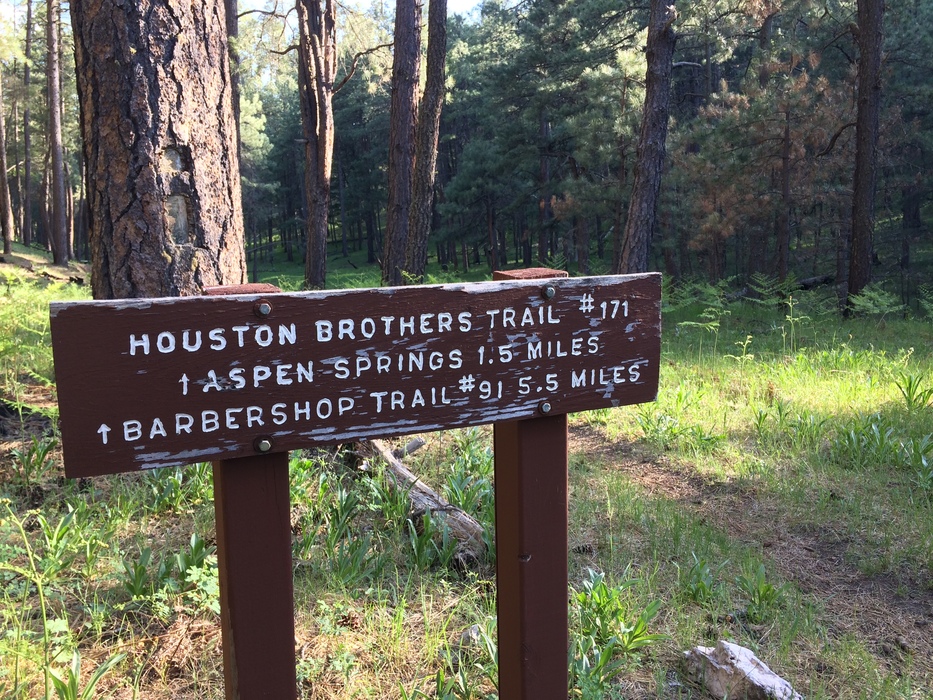 HOUSTON BROTHERS TRAIL #171
↑ASPEN SPRINGS 1.5 MILES
↑BARBERSHOP TRAIL #91 5.5 MILES